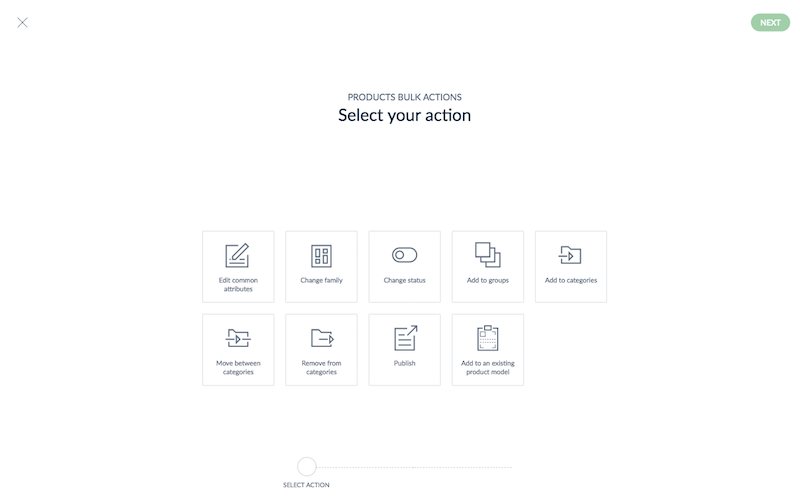 NEXT
PRODUCTS BULK ACTIONS
Select your action
Edit common
attributes
Change family
Change status
Add to groups
Add to categories
Move between
categories
Remove from
categories
Publish
Add to an existing
product model
SELECT ACTION